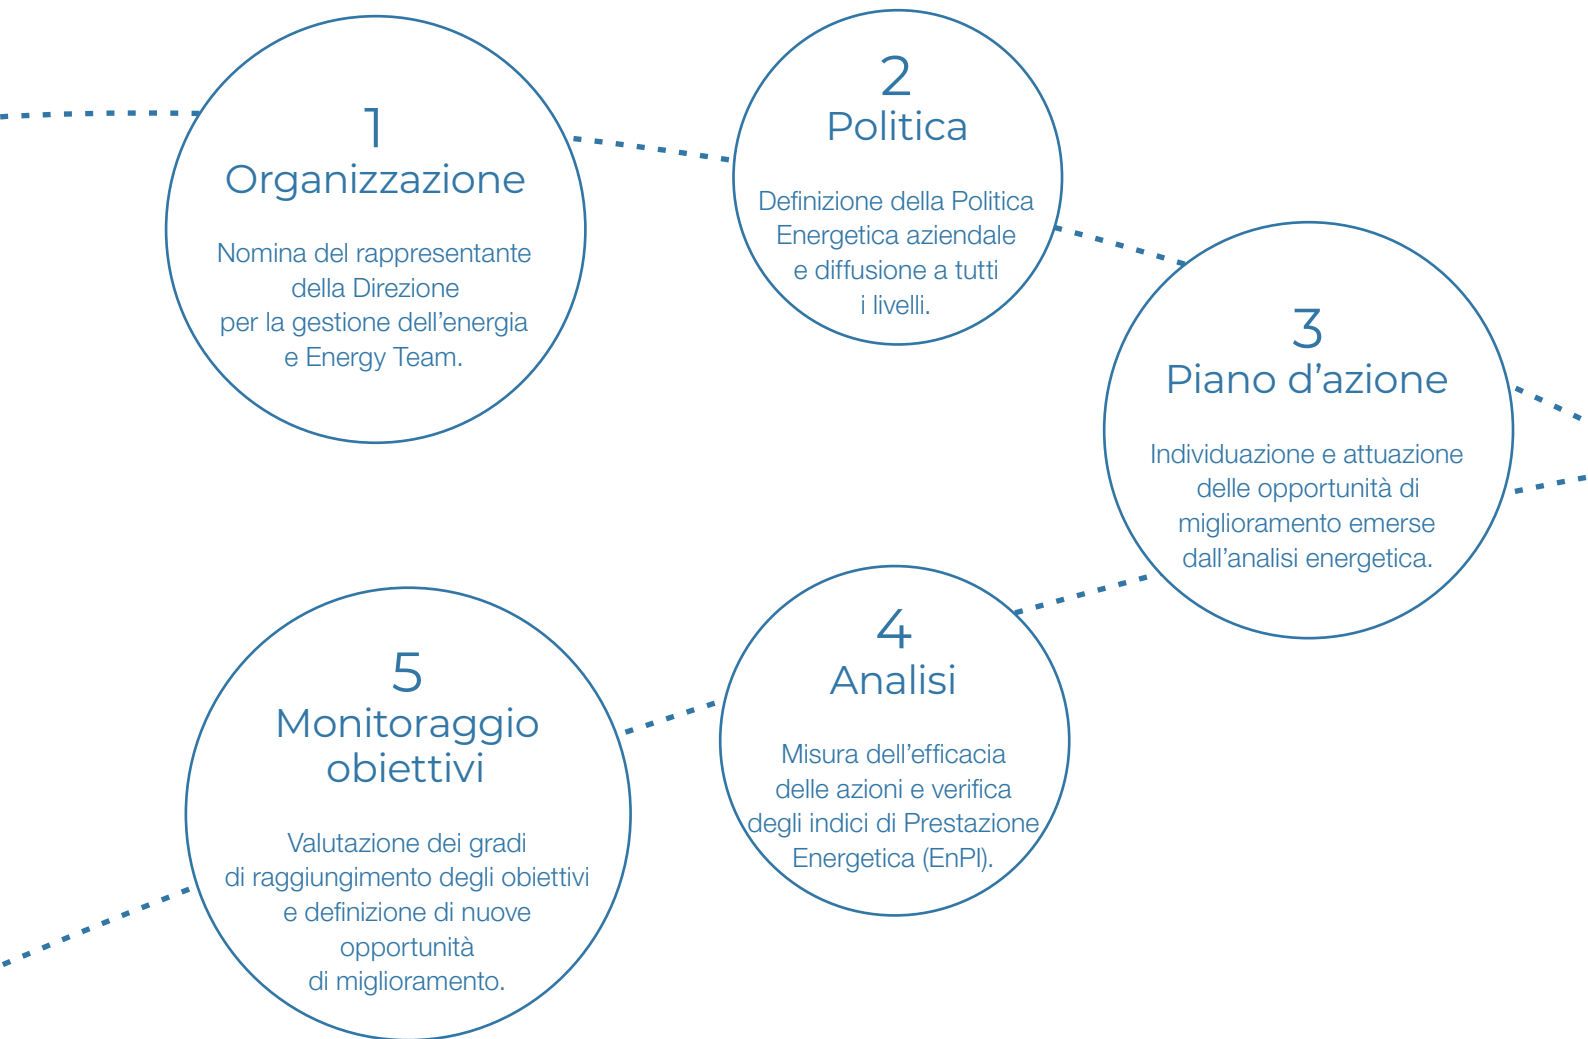 1
Organizzazione
Nomina del rappresentante
della Direzione
per la gestione dell’energia
e Energy Team.
2
Politica
Definizione della Politica
Energetica aziendale
e diffusione a tutti
i livelli.
3
Piano d’azione
Individuazione e attuazione
delle opportunità di
miglioramento emerse
dall’analisi energetica.
4
Analisi
Misura dell’efficacia
delle azioni e verifica
degli indici di Prestazione
Energetica (EnPI).
5
Monitoraggio
obiettivi
Valutazione dei gradi
di raggiungimento degli obiettivi
e definizione di nuove
opportunità
di miglioramento.